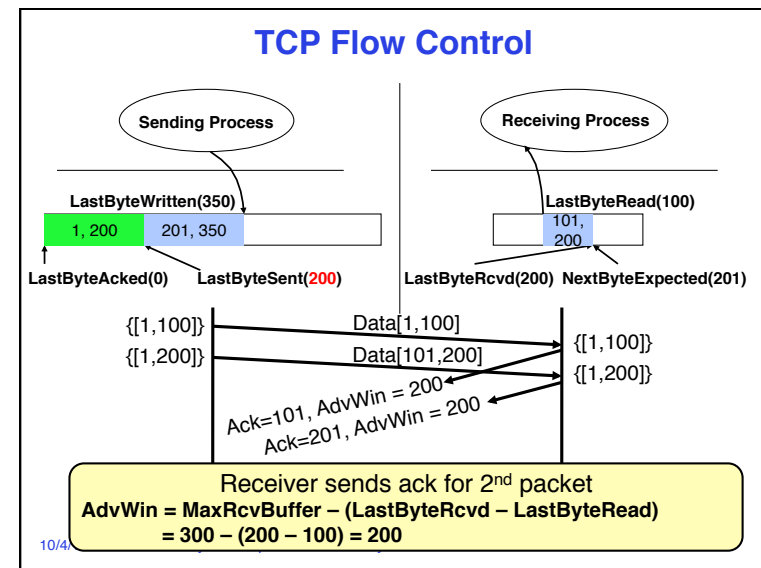 TCP Flow Control
Sending Process
Receiving Process
LastByteWritten(350)
LastByteRead(100)
1, 200
201, 350
101,
200
LastByteAcked(0)
LastByteSent(200)
LastByteRcvd(200)
NextByteExpected(201)
{[1,100]}
Data[1,100]
{[1,100]}
{[1,200]}
Data[101,200]
{[1,200]}
Ack=101, AdvWin = 200
Ack=201, AdvWin = 200
Receiver sends ack for 2nd packet
AdvWin = MaxRcvBuffer – (LastByteRcvd – LastByteRead)
= 300 – (200 – 100) = 200
10/4/